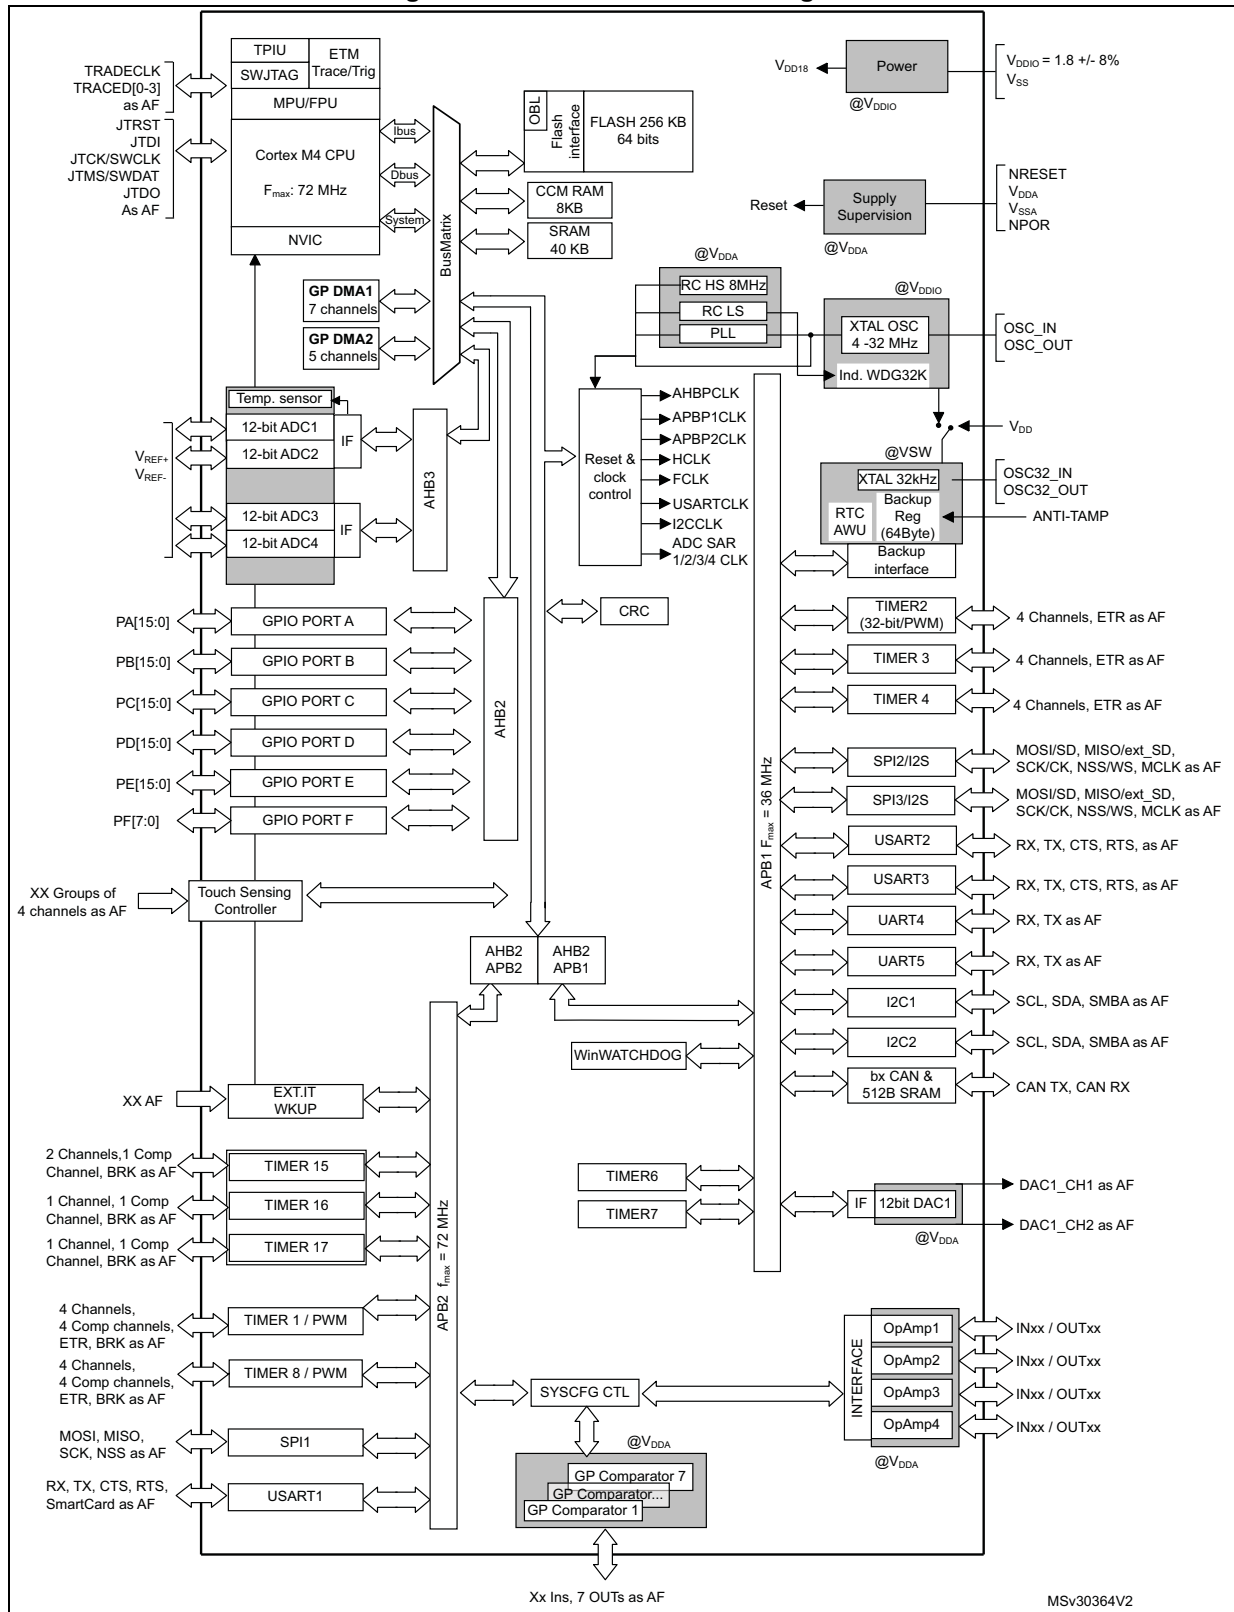 TPIU
ETM
Trace/Trig
SWJTAG
MPU/FPU
Cortex M4 CPU
Fmax: 72 MHz
NVIC
TRADECLK
TRACED[0-3]
as AF
JTRST
JTDI
JTCK/SWCLK
JTMS/SWDAT
JTDO
As AF
Ibus
Dbus
System
BusMatrix
OBL
Flash
interface
FLASH 256 KB
64 bits
CCM RAM
8KB
SRAM
40 KB
GP DMA1
7 channels
GP DMA2
5 channels
VDD18
Power
VDDIO = 1.8 +/- 8%
VSS
@VDDIO
Reset
Supply
Supervision
NRESET
VDDA
VSSA
NPOR
@VDDA
@VDDA
RC HS 8MHz
RC LS
PLL
@VDDIO
XTAL OSC
4 -32 MHz
Ind. WDG32K
OSC_IN
OSC_OUT
VDD
@VSW
XTAL 32kHz
RTC
AWU
Backup
Reg
(64Byte)
OSC32_IN
OSC32_OUT
ANTI-TAMP
Backup
interface
Reset &
clock
control
AHBPCLK
APBP1CLK
APBP2CLK
HCLK
FCLK
USARTCLK
I2CCLK
ADC SAR
1/2/3/4 CLK
Temp. sensor
12-bit ADC1
12-bit ADC2
IF
VREF+
VREF-
12-bit ADC3
12-bit ADC4
IF
AHB3
CRC
PA[15:0]
GPIO PORT A
PB[15:0]
GPIO PORT B
PC[15:0]
GPIO PORT C
PD[15:0]
GPIO PORT D
PE[15:0]
GPIO PORT E
PF[7:0]
GPIO PORT F
AHB2
XX Groups of
4 channels as AF
Touch Sensing
Controller
AHB2
APB2
AHB2
APB1
APB1 Fmax = 36 MHz
TIMER2
(32-bit/PWM)
4 Channels, ETR as AF
TIMER 3
4 Channels, ETR as AF
TIMER 4
4 Channels, ETR as AF
SPI2/I2S
MOSI/SD, MISO/ext_SD,
SCK/CK, NSS/WS, MCLK as AF
SPI3/I2S
MOSI/SD, MISO/ext_SD,
SCK/CK, NSS/WS, MCLK as AF
USART2
RX, TX, CTS, RTS, as AF
USART3
RX, TX, CTS, RTS, as AF
UART4
RX, TX as AF
UART5
RX, TX as AF
I2C1
SCL, SDA, SMBA as AF
I2C2
SCL, SDA, SMBA as AF
bx CAN &
512B SRAM
CAN TX, CAN RX
WinWATCHDOG
TIMER6
TIMER7
IF
12bit DAC1
@VDDA
DAC1_CH1 as AF
DAC1_CH2 as AF
XX AF
EXT.IT
WKUP
2 Channels,1 Comp
Channel, BRK as AF
TIMER 15
1 Channel, 1 Comp
Channel, BRK as AF
TIMER 16
1 Channel, 1 Comp
Channel, BRK as AF
TIMER 17
4 Channels,
4 Comp channels,
ETR, BRK as AF
TIMER 1 / PWM
4 Channels,
4 Comp channels,
ETR, BRK as AF
TIMER 8 / PWM
MOSI, MISO,
SCK, NSS as AF
SPI1
RX, TX, CTS, RTS,
SmartCard as AF
USART1
APB2 fmax = 72 MHz
SYSCFG CTL
@VDDA
GP Comparator 7
GP Comparator...
GP Comparator 1
Xx Ins, 7 OUTs as AF
INTERFACE
OpAmp1
INxx / OUTxx
OpAmp2
INxx / OUTxx
OpAmp3
INxx / OUTxx
OpAmp4
INxx / OUTxx
@VDDA
MSv30364V2